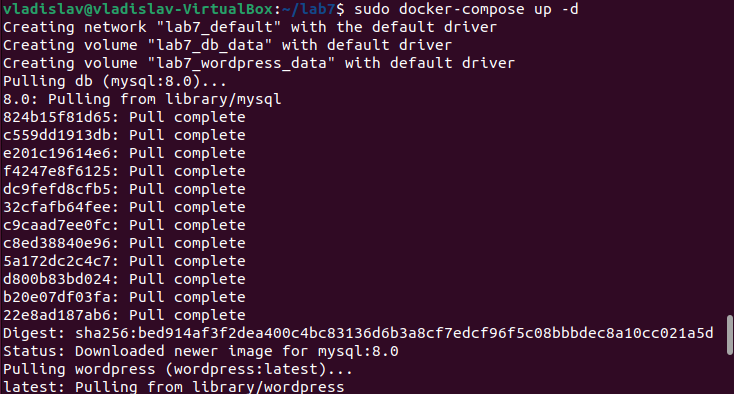 vladislav@vladislav-VirtualBox:~/lab7$ sudo docker-compose up -d
Creating network "lab7_default" with the default driver
Creating volume "lab7_db_data" with default driver
Creating volume "lab7_wordpress_data" with default driver
Pulling db (mysql:8.0)...
8.0: Pulling from library/mysql
824b15f81d65: Pull complete
c559dd1913db: Pull complete
e201c19614e6: Pull complete
f4247e8f6125: Pull complete
dc9fefd8cfb5: Pull complete
32cfafb64fee: Pull complete
c9caad7ee0fc: Pull complete
c8ed38840e96: Pull complete
5a172dc2c4c7: Pull complete
d800b83bd024: Pull complete
b20e07df03fa: Pull complete
22e8ad187ab6: Pull complete
Digest: sha256:bed914af3f2dea400c4bc83136d6b3a8cf7edcf96f5c08bbbdec8a10cc021a5d
Status: Downloaded newer image for mysql:8.0
Pulling wordpress (wordpress:latest)...
latest: Pulling from library/wordpress